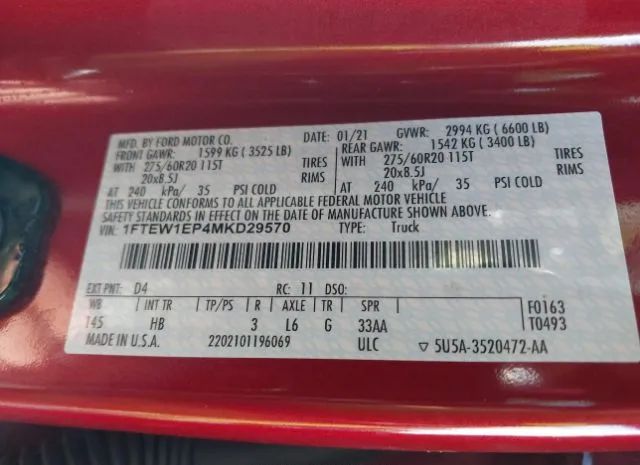 MFD. BY FORD MOTOR CO. DATE: 01/21 GVWR: 2994 KG ( 6600 LB)
FRONT GAWR: 1599 KG ( 3525 LB) REAR GAWR: 1542 KG ( 3400 LB)
WITH 275/60R20 115T TIRES WITH 275/60R20 115T TIRES
20x8.5J RIMS 20x8.5J RIMS
AT 240 kPa/ 35 PSI COLD AT 240 kPa/ 35 PSI COLD
THIS VEHICLE CONFORMS TO ALL APPLICABLE FEDERAL MOTOR VEHICLE
SAFETY STANDARDS IN EFFECT ON THE DATE OF MANUFACTURE SHOWN ABOVE.
VIN: 1FTEW1EP4MKD29570 TYPE: Truck
EXT PNT: D4 RC: 11 DSO: F0163
WB INT TR TP/PS R AXLE TR SPR T0493
145 HB 3 L6 G 33AA
MADE IN U.S.A. 2202101196069 ULC ▽ 5U5A-3520472-AA